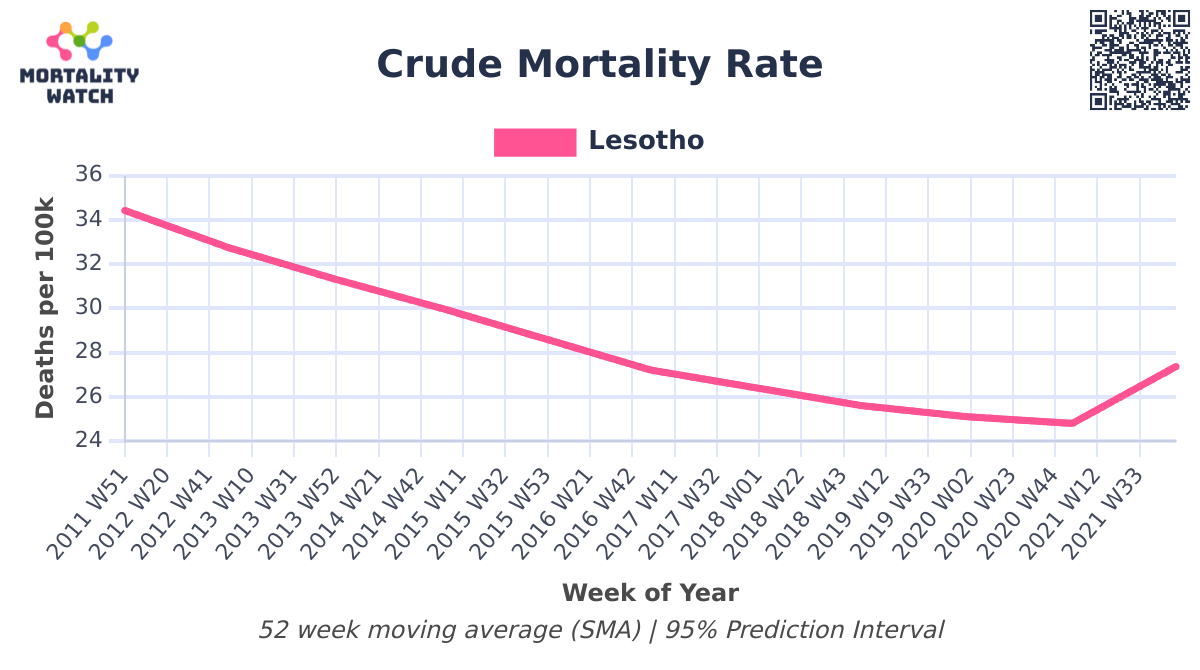 MORTALITY
WATCH
Crude Mortality Rate
Lesotho
Deaths per 100k
36
34
32
30
28
26
24
2011 W51
2012 W20
2012 W41
2013 W10
2013 W31
2013 W52
2014 W21
2014 W42
2015 W11
2015 W32
2015 W53
2016 W21
2016 W42
2017 W11
2017 W32
2018 W01
2018 W22
2018 W43
2019 W12
2019 W33
2020 W02
2020 W23
2020 W44
2021 W12
2021 W33
Week of Year
52 week moving average (SMA) | 95% Prediction Interval